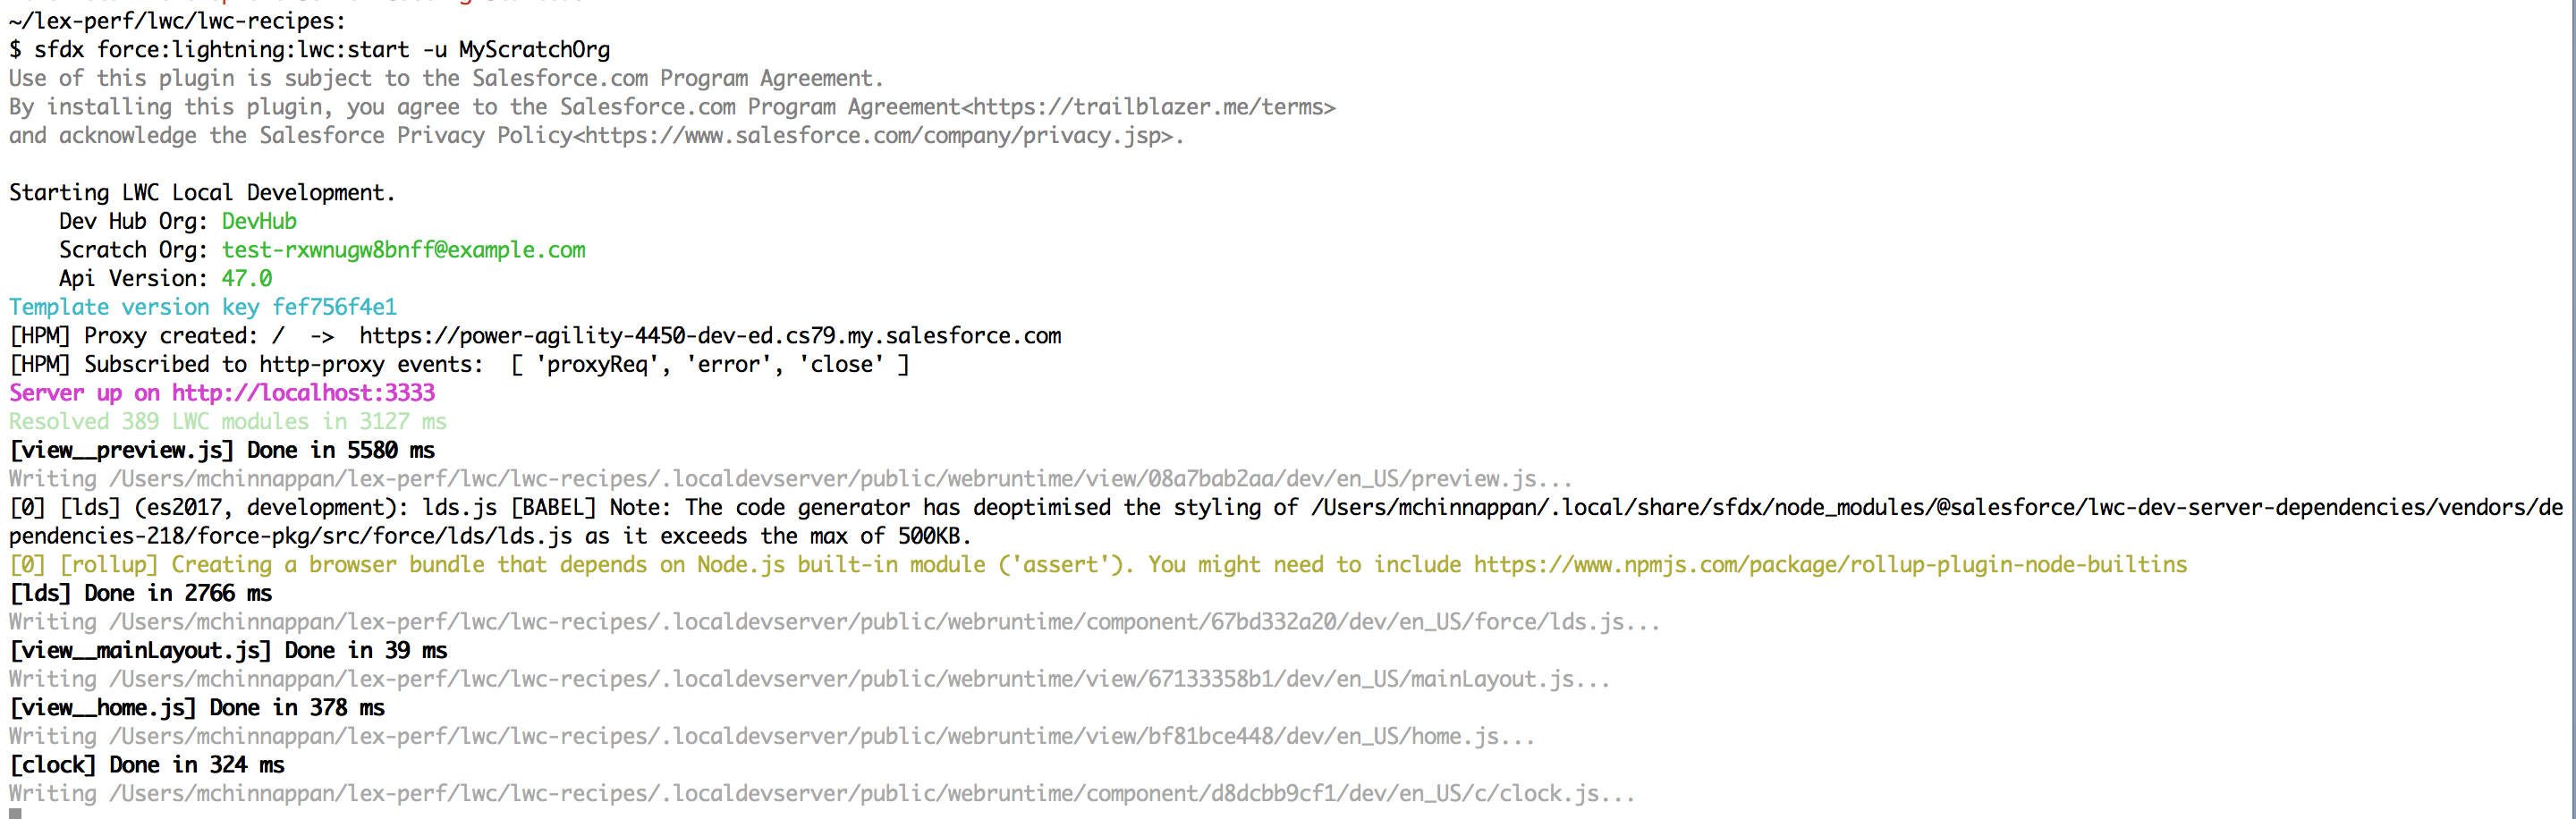 ~/lex-perf/lwc/lwc-recipes:
$ sfdx force:lightning:lwc:start -u MyScratchOrg
Use of this plugin is subject to the Salesforce.com Program Agreement.
By installing this plugin, you agree to the Salesforce.com Program Agreement<https://trailblazer.me/terms>
and acknowledge the Salesforce Privacy Policy<https://www.salesforce.com/company/privacy.jsp>.
Starting LWC Local Development.
Dev Hub Org: DevHub
Scratch Org: test-rxwnugw8bnff@example.com
Api Version: 47.0
Template version key fef756f4e1
[HPM] Proxy created: /  ->  https://power-agility-4450-dev-ed.cs79.my.salesforce.com
[HPM] Subscribed to http-proxy events:  [ 'proxyReq', 'error', 'close' ]
Server up on http://localhost:3333
Resolved 389 LWC modules in 3127 ms
[view__preview.js] Done in 5580 ms
Writing /Users/mchinnappan/lex-perf/lwc/lwc-recipes/.localdevserver/public/webruntime/view/08a7bab2aa/dev/en_US/preview.js...
[0] [lds] (es2017, development): lds.js [BABEL] Note: The code generator has deoptimised the styling of /Users/mchinnappan/.local/share/sfdx/node_modules/@salesforce/lwc-dev-server-dependencies/vendors/de
pendencies-218/force-pkg/src/force/lds/lds.js as it exceeds the max of 500KB.
[0] [rollup] Creating a browser bundle that depends on Node.js built-in module ('assert'). You might need to include https://www.npmjs.com/package/rollup-plugin-node-builtins
[lds] Done in 2766 ms
Writing /Users/mchinnappan/lex-perf/lwc/lwc-recipes/.localdevserver/public/webruntime/component/67bd332a20/dev/en_US/force/lds.js...
[view__mainLayout.js] Done in 39 ms
Writing /Users/mchinnappan/lex-perf/lwc/lwc-recipes/.localdevserver/public/webruntime/view/67133358b1/dev/en_US/mainLayout.js...
[view__home.js] Done in 378 ms
Writing /Users/mchinnappan/lex-perf/lwc/lwc-recipes/.localdevserver/public/webruntime/view/bf81bce448/dev/en_US/home.js...
[clock] Done in 324 ms
Writing /Users/mchinnappan/lex-perf/lwc/lwc-recipes/.localdevserver/public/webruntime/component/d8dcbb9cf1/dev/en_US/c/clock.js...